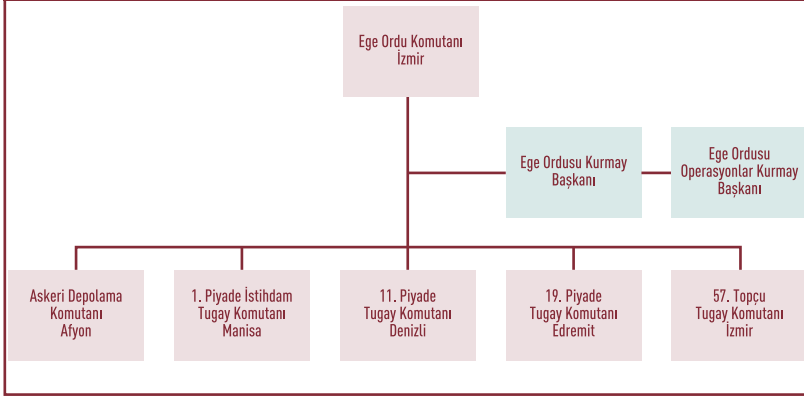 Ege Ordu Komutanı
İzmir
Ege Ordusu Kurmay
Başkanı
Ege Ordusu
Operasyonlar Kurmay
Başkanı
Askeri Depolama
Komutanı
Afyon
1. Piyade İstihdam
Tugay Komutanı
Manisa
11. Piyade
Tugay Komutanı
Denizli
19. Piyade
Tugay Komutanı
Edremit
57. Topçu
Tugay Komutanı
İzmir